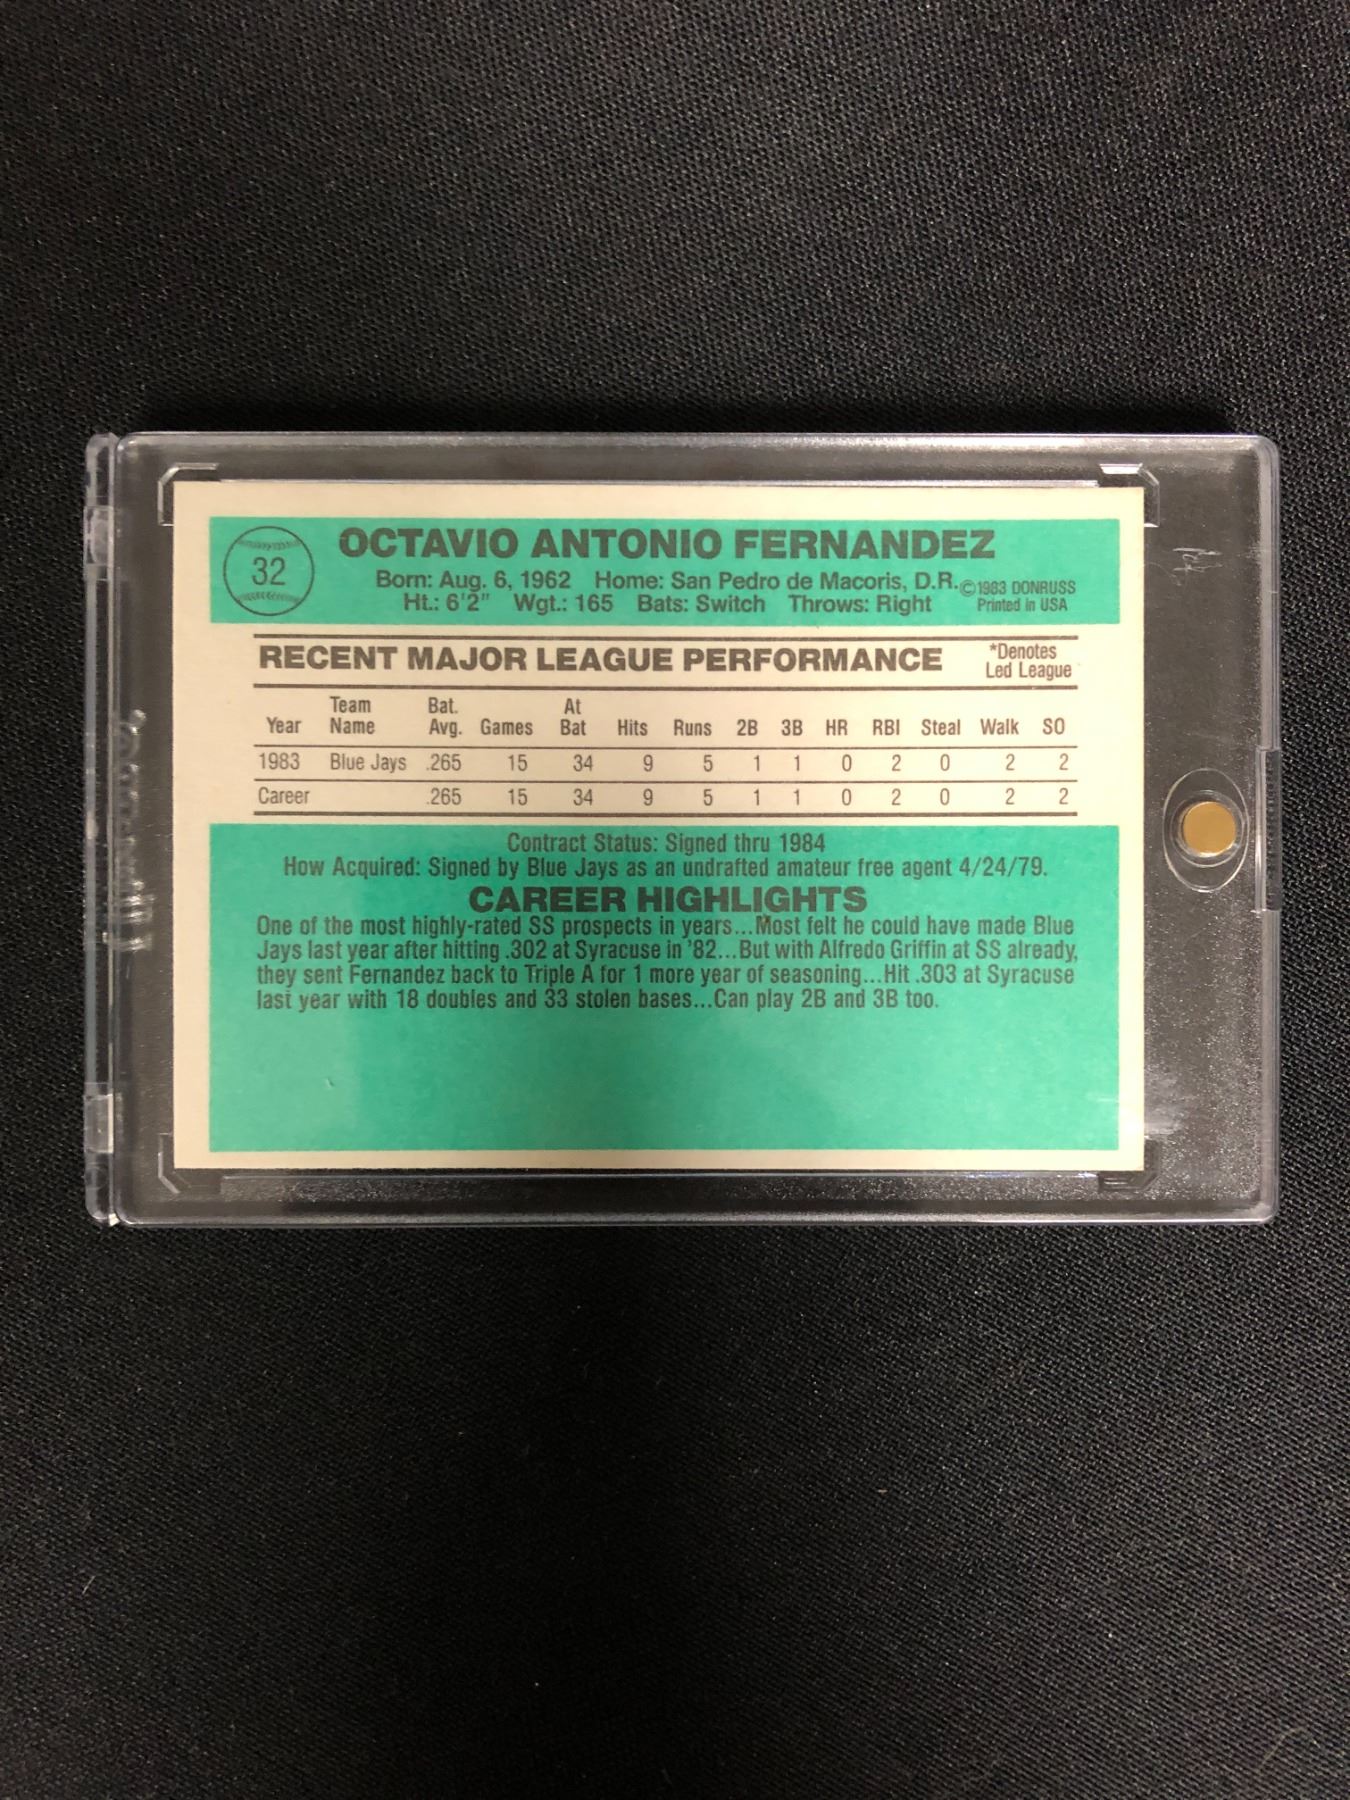 32
OCTAVIO ANTONIO FERNANDEZ
Born: Aug. 6, 1962 Home: San Pedro de Macoris, D.R. ©1983 DONRUSS
Ht.: 6'2" Wgt.: 165 Bats: Switch Throws: Right Printed in USA
RECENT MAJOR LEAGUE PERFORMANCE
*Denotes
Led League
Year Team Name Bat. Avg. Games At Bat Hits Runs 2B 3B HR RBI Steal Walk SO
1983 Blue Jays .265 15 34 9 5 1 1 0 2 0 2 2
Career .265 15 34 9 5 1 1 0 2 0 2 2
Contract Status: Signed thru 1984
How Acquired: Signed by Blue Jays as an undrafted amateur free agent 4/24/79.
CAREER HIGHLIGHTS
One of the most highly-rated SS prospects in years...Most felt he could have made Blue
Jays last year after hitting .302 at Syracuse in '82...But with Alfredo Griffin at SS already,
they sent Fernandez back to Triple A for 1 more year of seasoning...Hit .303 at Syracuse
last year with 18 doubles and 33 stolen bases...Can play 2B and 3B too.